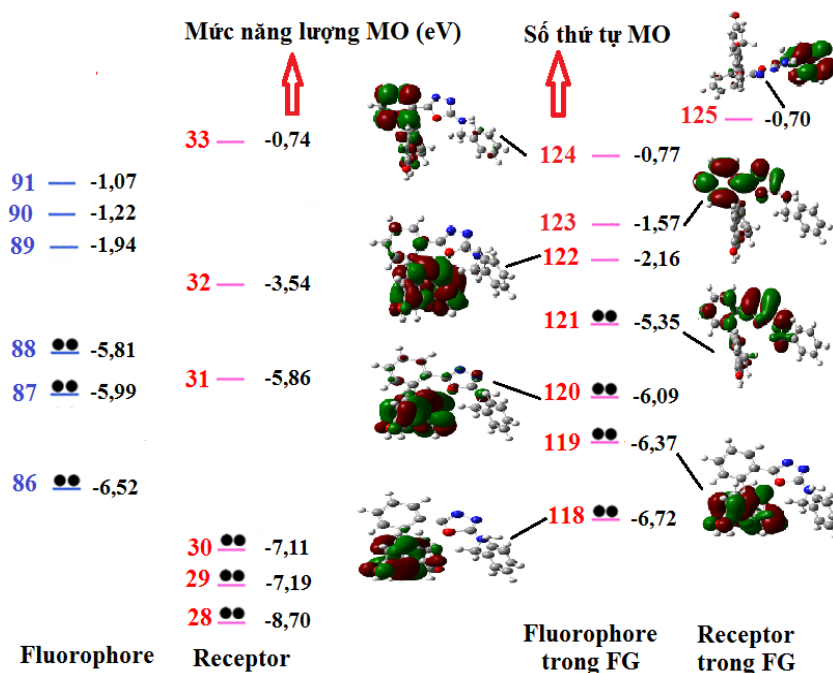 Mức năng lượng MO (eV)
Số thứ tự MO
91 -1,07
90 -1,22
89 -1,94
88 -5,81
87 -5,99
86 -6,52
Fluorophore
33 -0,74
32 -3,54
31 -5,86
30 -7,11
29 -7,19
28 -8,70
Receptor
124 -0,77
123 -1,57
122 -2,16
121 -5,35
120 -6,09
119 -6,37
118 -6,72
Fluorophore
trong FG
125 -0,70
Receptor
trong FG